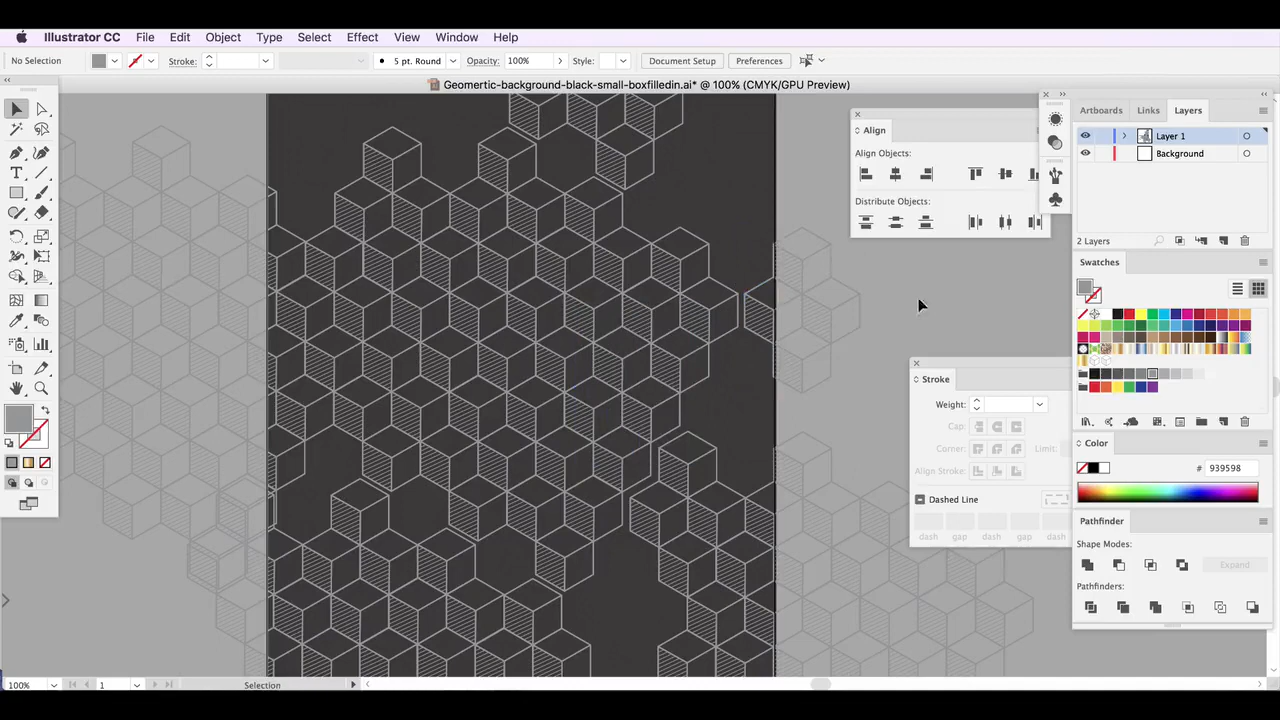 Illustrator CC File Edit Object Type Select Effect View Window Help
No Selection Stroke: 5 pt. Round Opacity: 100% Style: Document Setup Preferences
Geomertic-background-black-small-boxfilledin.ai* @ 100% (CMYK/GPU Preview)
Artboards Links Layers
Align
Layer 1
Align Objects:
Background
Distribute Objects:
2 Layers
Swatches
Stroke
Weight:
Cap:
Corner: Limit:
Color
Align Stroke:
# 939598
Dashed Line
Pathfinder
dash gap dash gap dash
Shape Modes:
Expand
Pathfinders:
100% 1 Selection